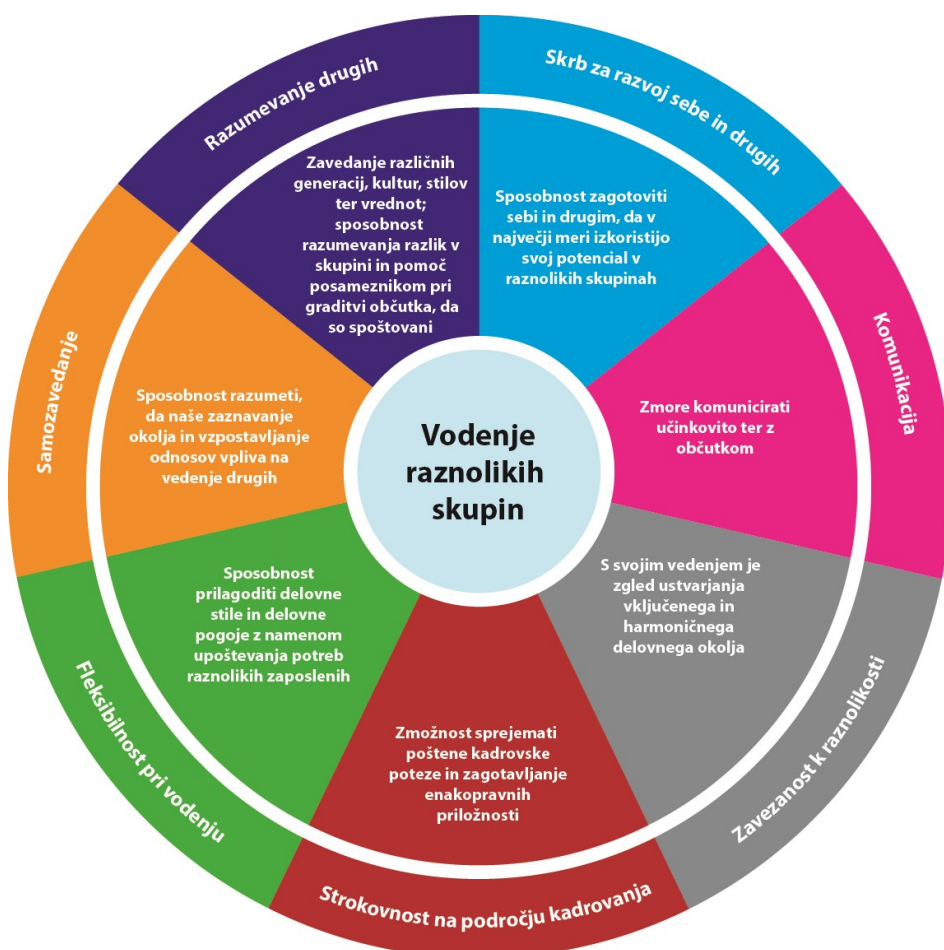 Vodenje
raznolikih
skupin
Razumevanje drugih
Zavedanje različnih
generacij, kultur, stilov
ter vrednot;
sposobnost
razumevanja razlik v
skupini in pomoč
posameznikom pri
graditvi občutka, da
so spoštovani
Skrb za razvoj sebe in drugih
Sposobnost zagotoviti
sebi in drugim, da v
največji meri izkoristijo
svoj potencial v
raznolikih skupinah
Komunikacija
Zmore komunicirati
učinkovito ter z
občutkom
Zavezanost k raznolikosti
S svojim vedenjem je
zgled ustvarjanja
vključenega in
harmoničnega
delovnega okolja
Strokovnost na področju kadrovanja
Zmožnost sprejemati
poštene kadrovske
poteze in zagotavljanje
enakopravnih
priložnosti
Fleksibilnost pri vodenju
Sposobnost
prilagoditi delovne
stile in delovne
pogoje z namenom
upoštevanja potreb
raznolikih zaposlenih
Samozavedanje
Sposobnost razumeti,
da naše zaznavanje
okolja in vzpostavljanje
odnosov vpliva na
vedenje drugih